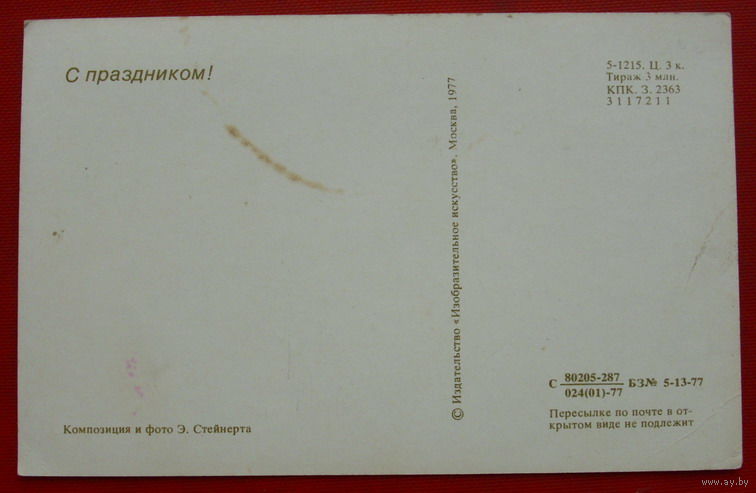 С праздником!
5-1215. Ц. 3 к.
Тираж 3 млн.
КПК. З. 2363
3117211
© Издательство «Изобразительное искусство». Москва, 1977
С 80205-287 БЗ№ 5-13-77
024(01)-77
Пересылке по почте в от-
крытом виде не подлежит
Композиция и фото Э. Стейнерта
www.ay.by